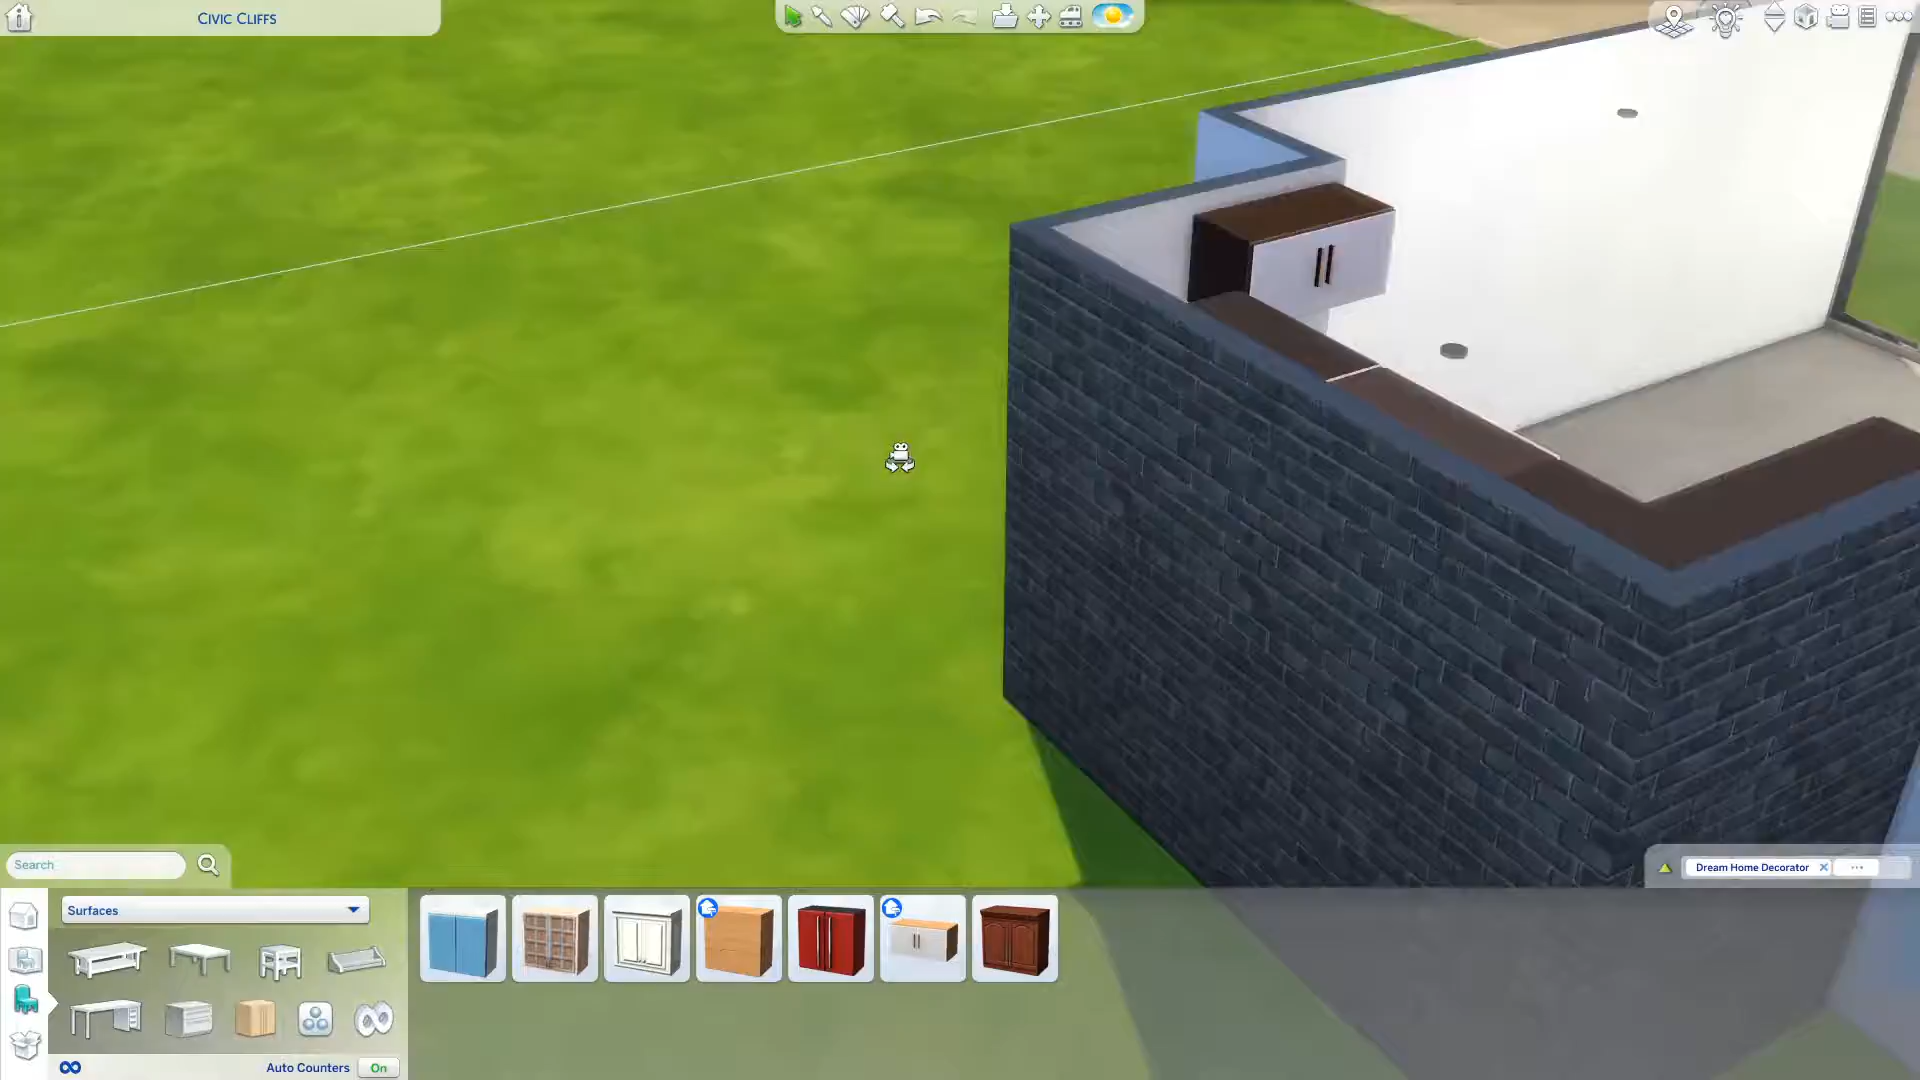 Civic Cliffs
Search
Dream Home Decorator
Surfaces
Auto Counters On